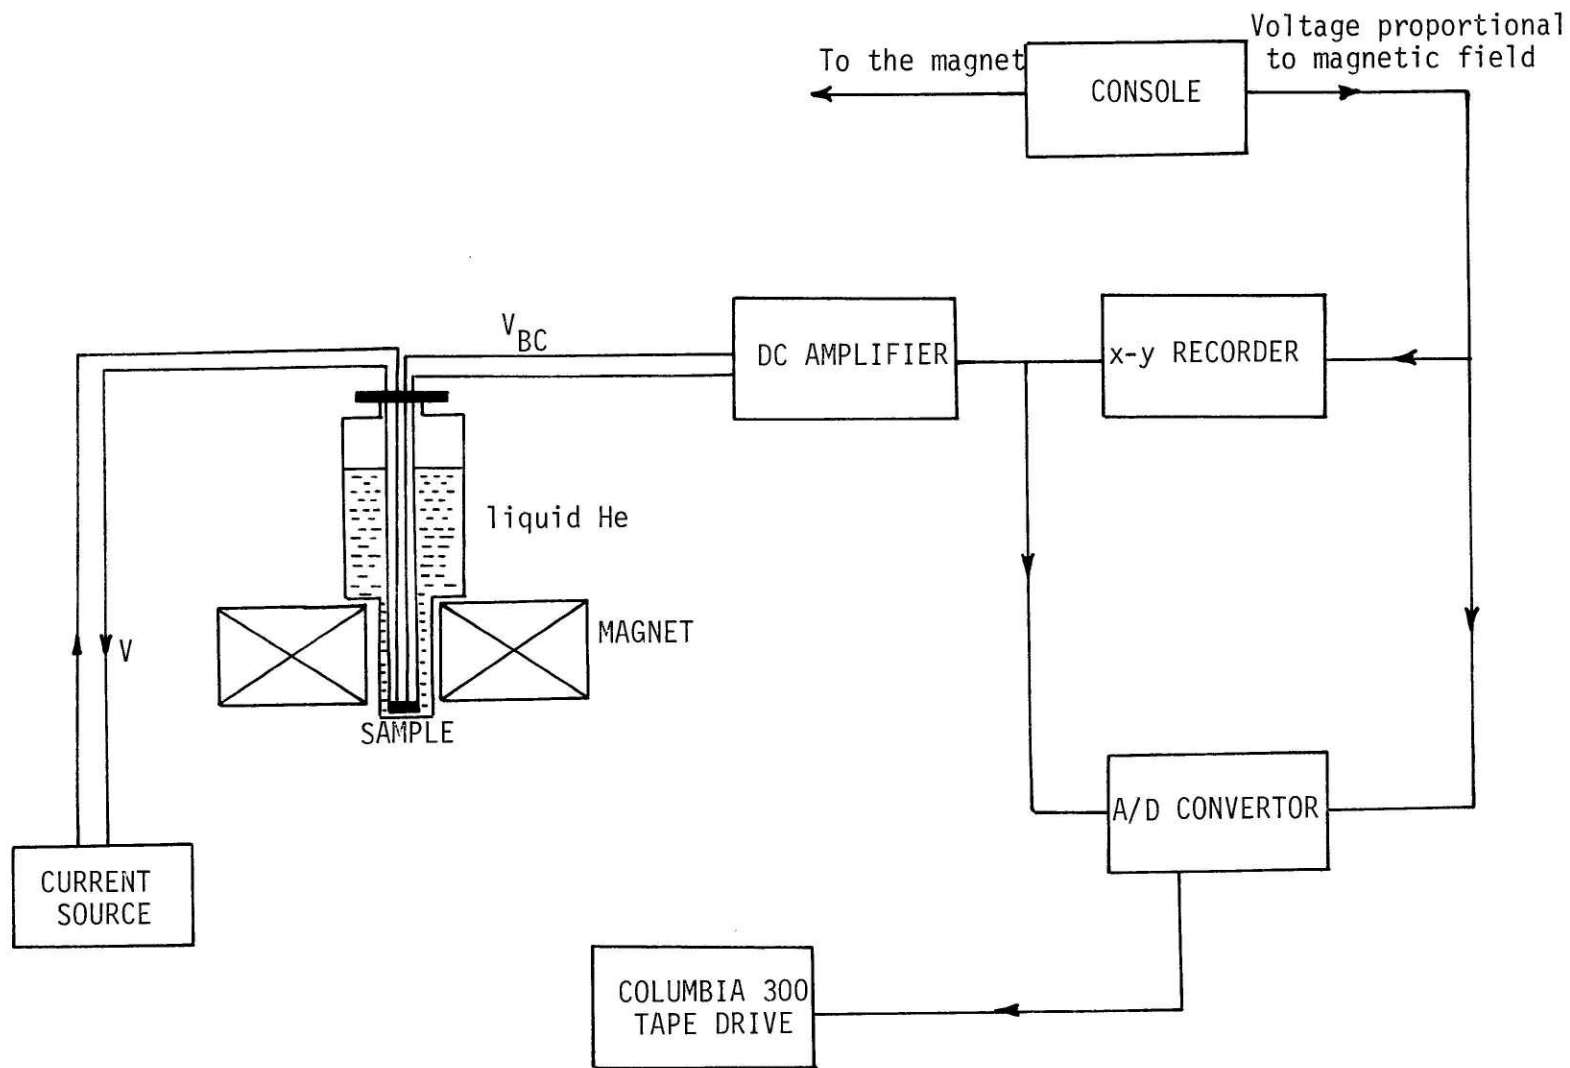 Voltage proportional
to magnetic field
To the magnet
CONSOLE
V_BC
DC AMPLIFIER
x-y RECORDER
liquid He
MAGNET
V
SAMPLE
A/D CONVERTOR
CURRENT
SOURCE
COLUMBIA 300
TAPE DRIVE